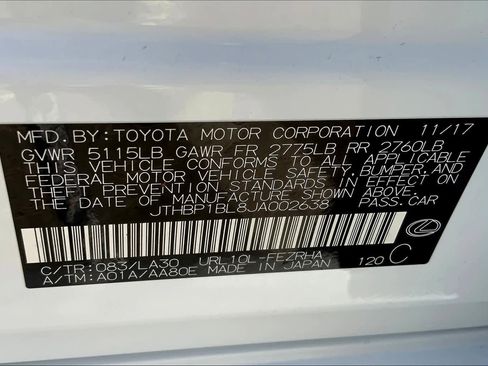 MFD. BY: TOYOTA MOTOR CORPORATION 11/17
GVWR 5115LB GAWR FR 2775LB RR 2760LB
THIS VEHICLE CONFORMS TO ALL APPLICABLE
FEDERAL MOTOR VEHICLE SAFETY, BUMPER, AND
THEFT PREVENTION STANDARDS IN EFFECT ON
THE DATE OF MANUFACTURE SHOWN ABOVE.
JTHBP1BL8JA002638 PASS. CAR
C/TR: 083/LA30 URL10L-FEZRHA
A/TM: A01A/AA80E MADE IN JAPAN 120 C